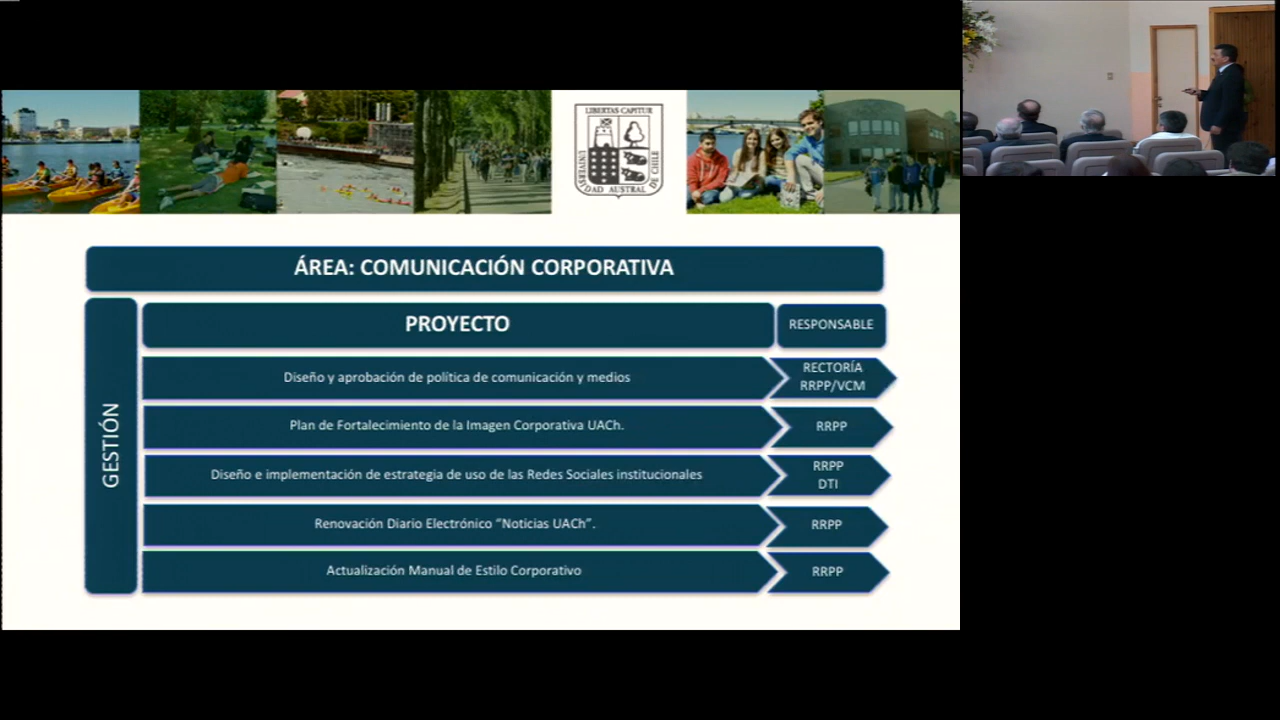 LIBERTAS CAPITUR
UNIVERSIDAD AUSTRAL DE CHILE
ÁREA: COMUNICACIÓN CORPORATIVA
GESTIÓN
PROYECTO
RESPONSABLE
Diseño y aprobación de política de comunicación y medios
RECTORÍA
RRPP/VCM
Plan de Fortalecimiento de la Imagen Corporativa UACh.
RRPP
Diseño e implementación de estrategia de uso de las Redes Sociales institucionales
RRPP
DTI
Renovación Diario Electrónico “Noticias UACh”.
RRPP
Actualización Manual de Estilo Corporativo
RRPP